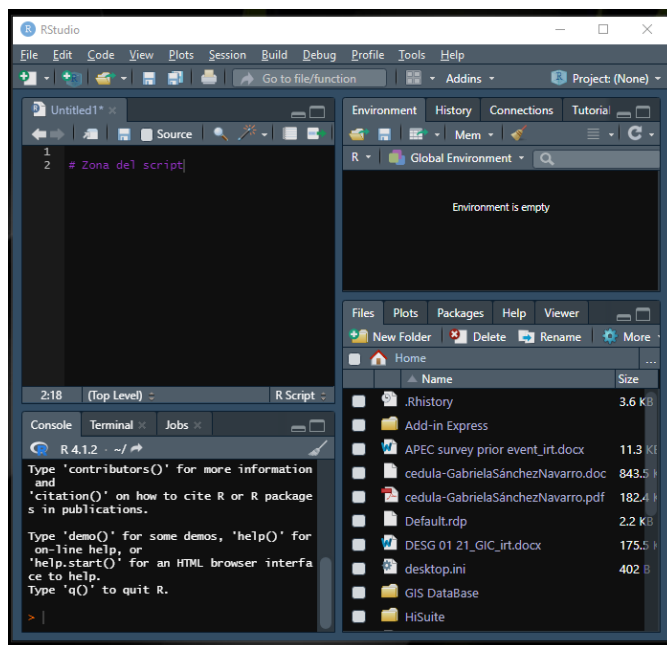 RStudio
File Edit Code View Plots Session Build Debug Profile Tools Help
Go to file/function Addins Project: (None)
Untitled1*
Source
1
2 # Zona del script
2:18 (Top Level) R Script
Console Terminal Jobs
R 4.1.2 · ~/
Type 'contributors()' for more information
and
'citation()' on how to cite R or R package
s in publications.
Type 'demo()' for some demos, 'help()' for
on-line help, or
'help.start()' for an HTML browser interfa
ce to help.
Type 'q()' to quit R.
>
Environment History Connections Tutorial
Mem
R Global Environment
Environment is empty
Files Plots Packages Help Viewer
New Folder Delete Rename More
Home ...
Name Size
.Rhistory 3.6 KB
Add-in Express
APEC survey prior event_irt.docx 11.3 KB
cedula-GabrielaSánchezNavarro.doc 843.5 K
cedula-GabrielaSánchezNavarro.pdf 182.4 K
Default.rdp 2.2 KB
DESG 01 21_GIC_irt.docx 175.5 K
desktop.ini 402 B
GIS DataBase
HiSuite